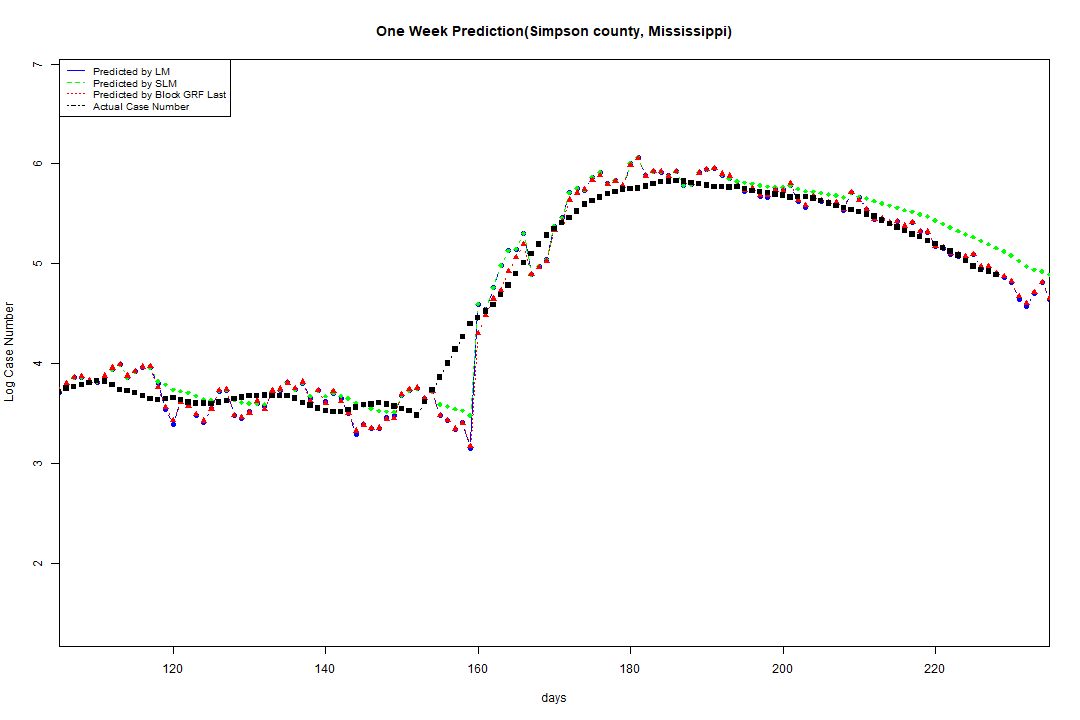 One Week Prediction(Simpson county, Mississippi)
Predicted by LM
Predicted by SLM
Predicted by Block GRF Last
Actual Case Number
7
6
5
4
3
2
Log Case Number
120 140 160 180 200 220
days